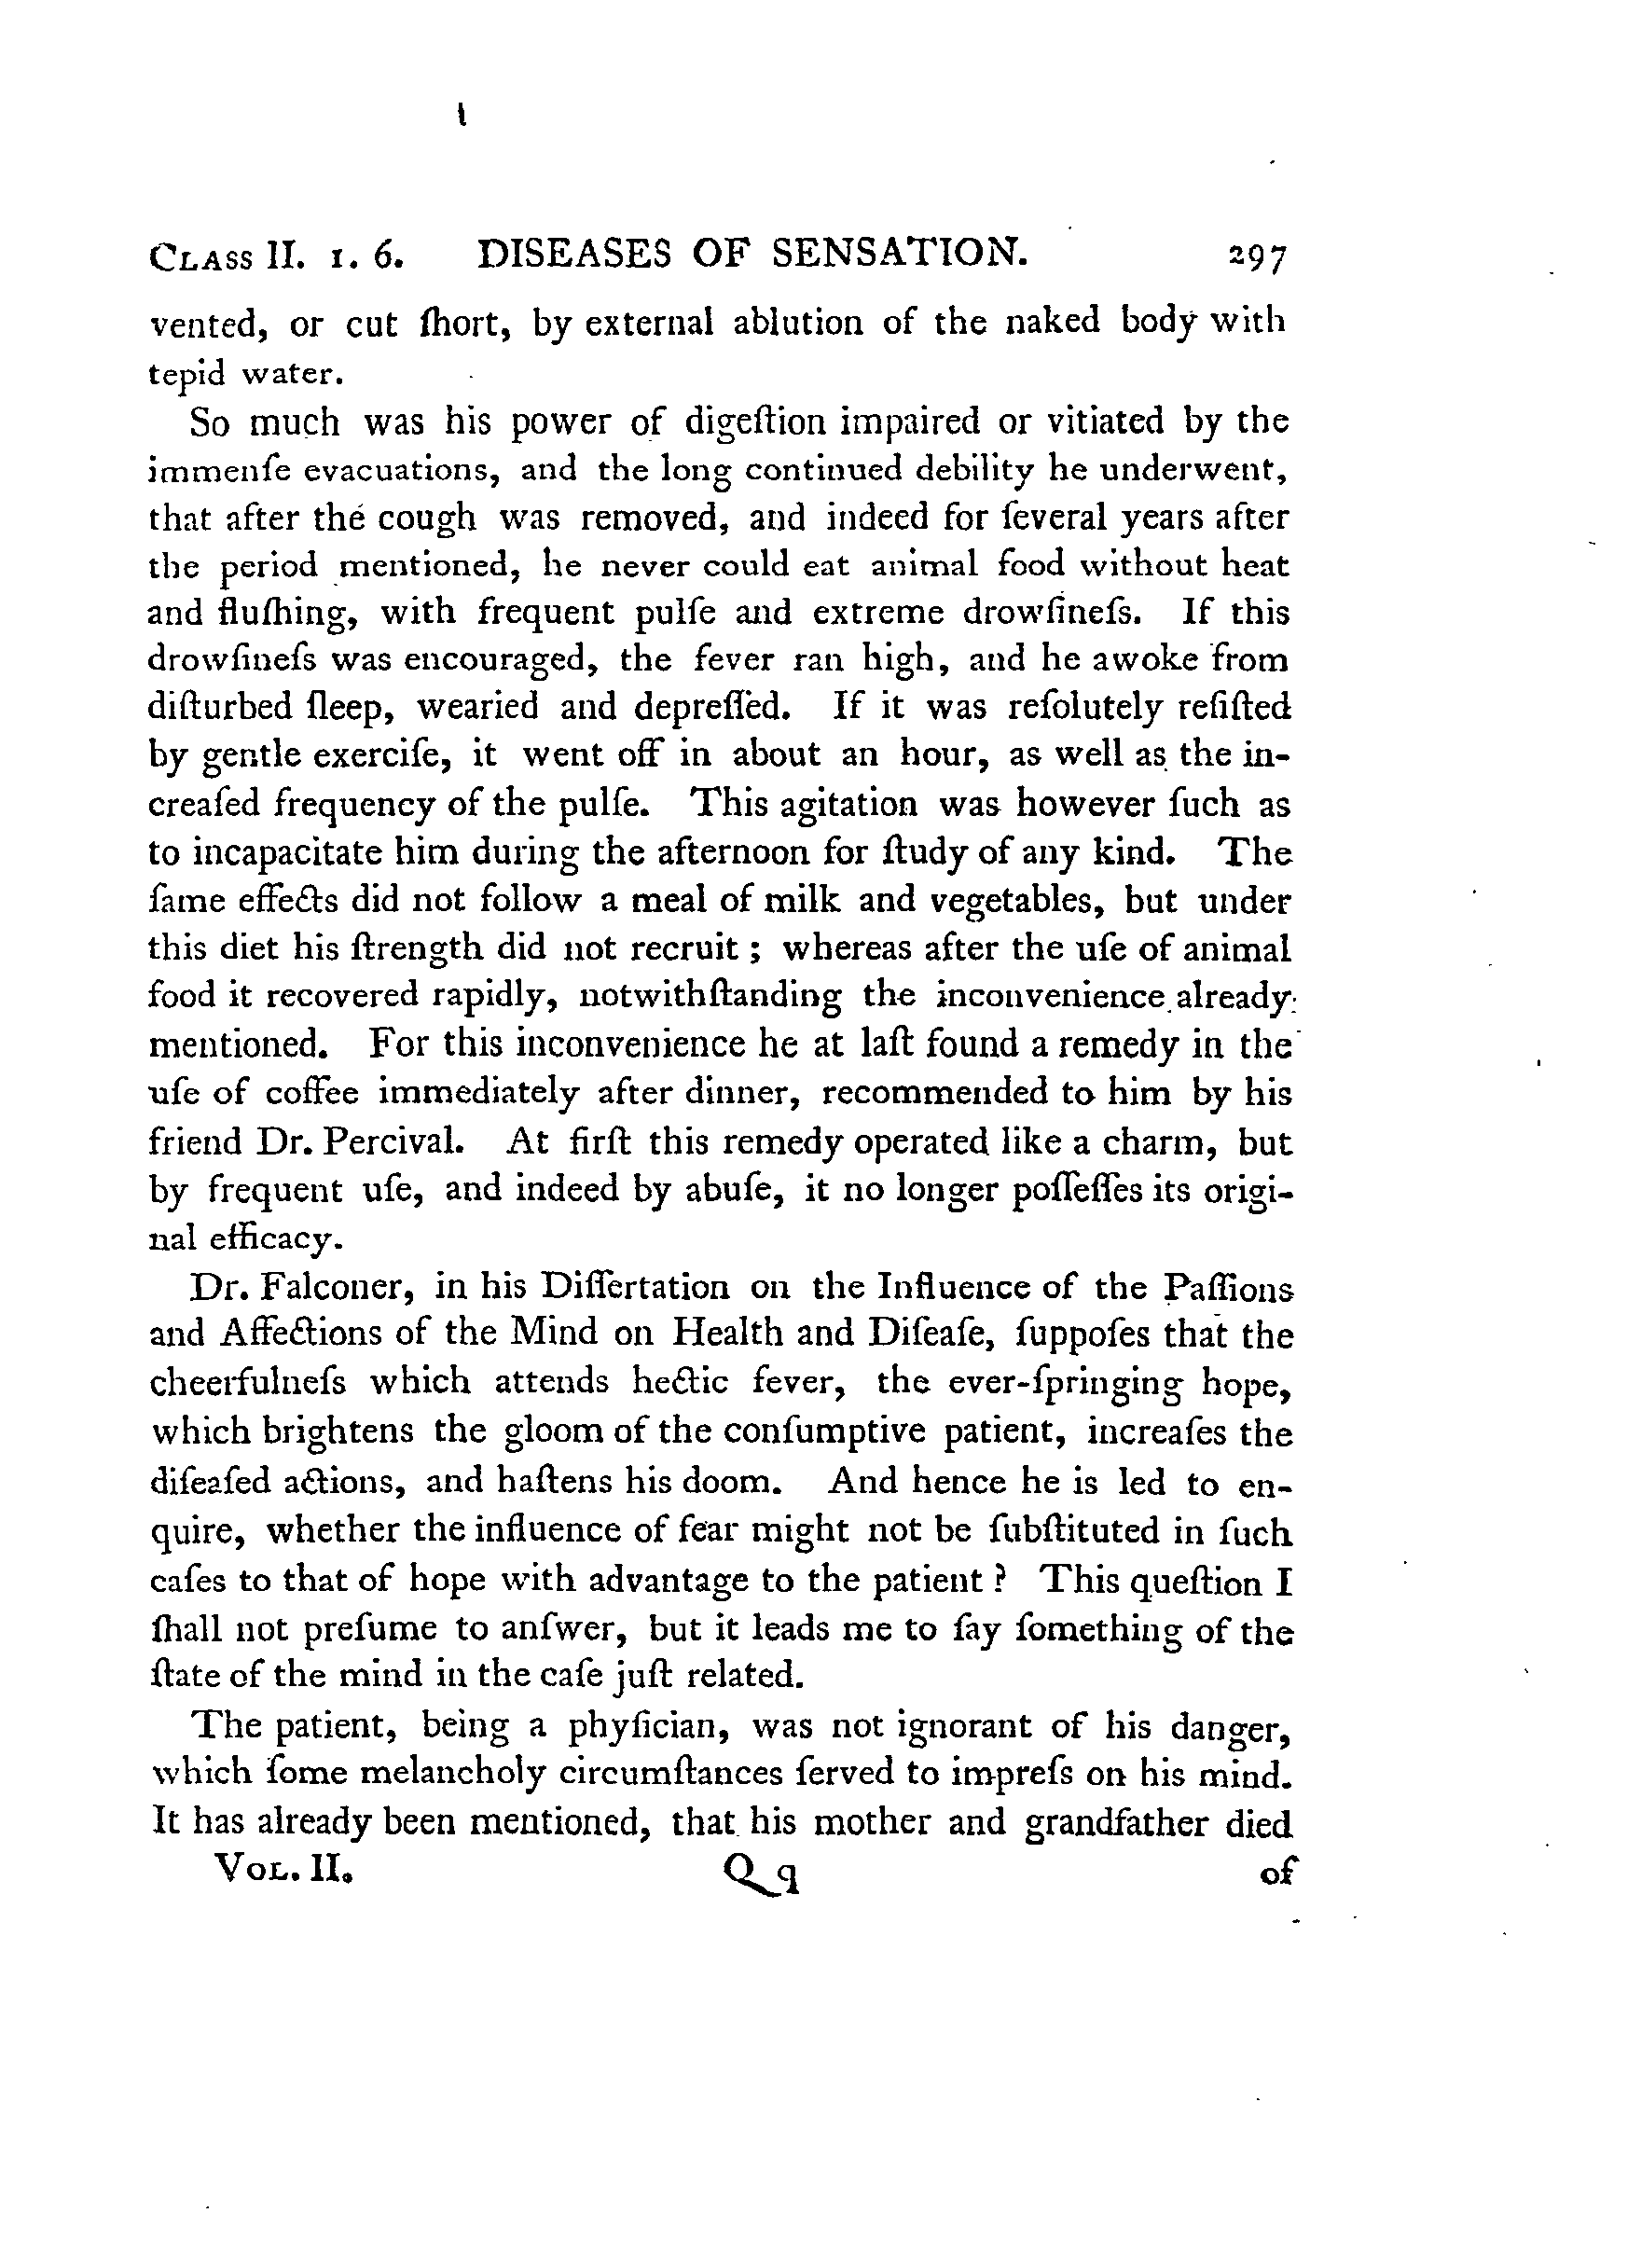 CLASS II. 1. 6. DISEASES OF SENSATION. 297
vented, or cut ſhort, by external ablution of the naked body with
tepid water.
So much was his power of digeſtion impaired or vitiated by the
immenſe evacuations, and the long continued debility he underwent,
that after the cough was removed, and indeed for ſeveral years after
the period mentioned, he never could eat animal food without heat
and fluſhing, with frequent pulſe and extreme drowſineſs. If this
drowſineſs was encouraged, the fever ran high, and he awoke from
diſturbed ſleep, wearied and depreſſed. If it was reſolutely reſiſted
by gentle exerciſe, it went off in about an hour, as well as the in-
creaſed frequency of the pulſe. This agitation was however ſuch as
to incapacitate him during the afternoon for ſtudy of any kind. The
ſame effects did not follow a meal of milk and vegetables, but under
this diet his ſtrength did not recruit; whereas after the uſe of animal
food it recovered rapidly, notwithſtanding the inconvenience already
mentioned. For this inconvenience he at laſt found a remedy in the
uſe of coffee immediately after dinner, recommended to him by his
friend Dr. Percival. At firſt this remedy operated like a charm, but
by frequent uſe, and indeed by abuſe, it no longer poſſeſſes its origi-
nal efficacy.
Dr. Falconer, in his Diſſertation on the Influence of the Paſſions
and Affections of the Mind on Health and Diſeaſe, ſuppoſes that the
cheerfulneſs which attends hectic fever, the ever-ſpringing hope,
which brightens the gloom of the conſumptive patient, increaſes the
diſeaſed actions, and haſtens his doom. And hence he is led to en-
quire, whether the influence of fear might not be ſubſtituted in ſuch
caſes to that of hope with advantage to the patient? This queſtion I
ſhall not preſume to anſwer, but it leads me to ſay ſomething of the
ſtate of the mind in the caſe juſt related.
The patient, being a phyſician, was not ignorant of his danger,
which ſome melancholy circumſtances ſerved to impreſs on his mind.
It has already been mentioned, that his mother and grandfather died
VOL. II. Qq of